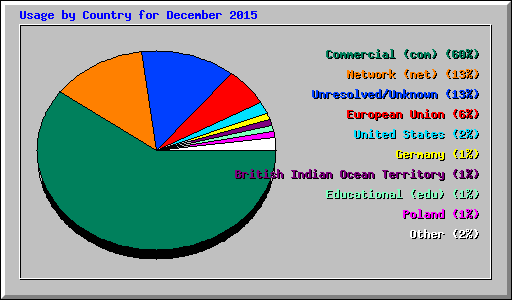 Usage by Country for December 2015
Commercial (com) (60%)
Network (net) (13%)
Unresolved/Unknown (13%)
European Union (6%)
United States (2%)
Germany (1%)
British Indian Ocean Territory (1%)
Educational (edu) (1%)
Poland (1%)
Other (2%)